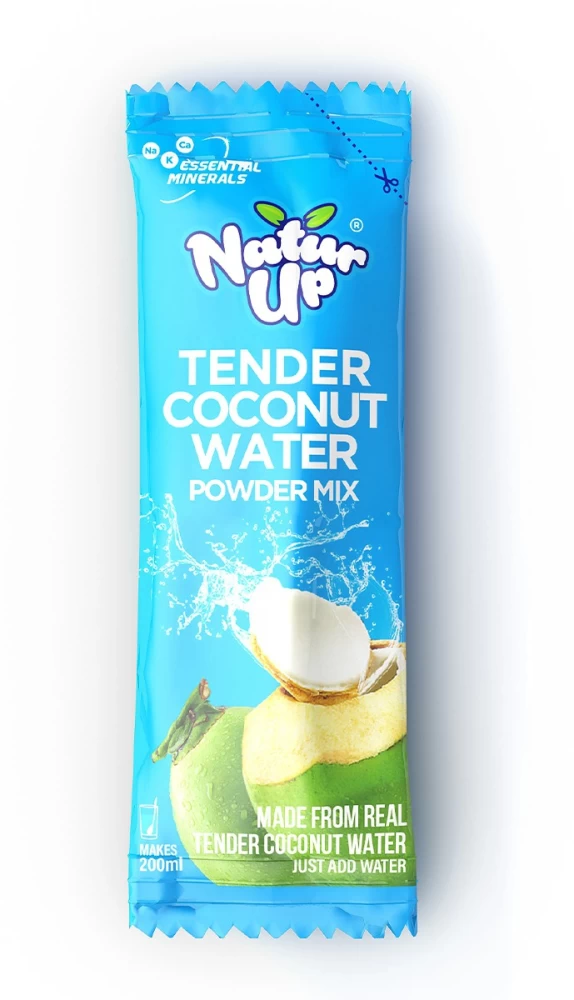 Na
K
Ca
ESSENTIAL
MINERALS
Natur
Up
®
TENDER
COCONUT
WATER
POWDER MIX
MADE FROM REAL
TENDER COCONUT WATER
JUST ADD WATER
MAKES
200ml